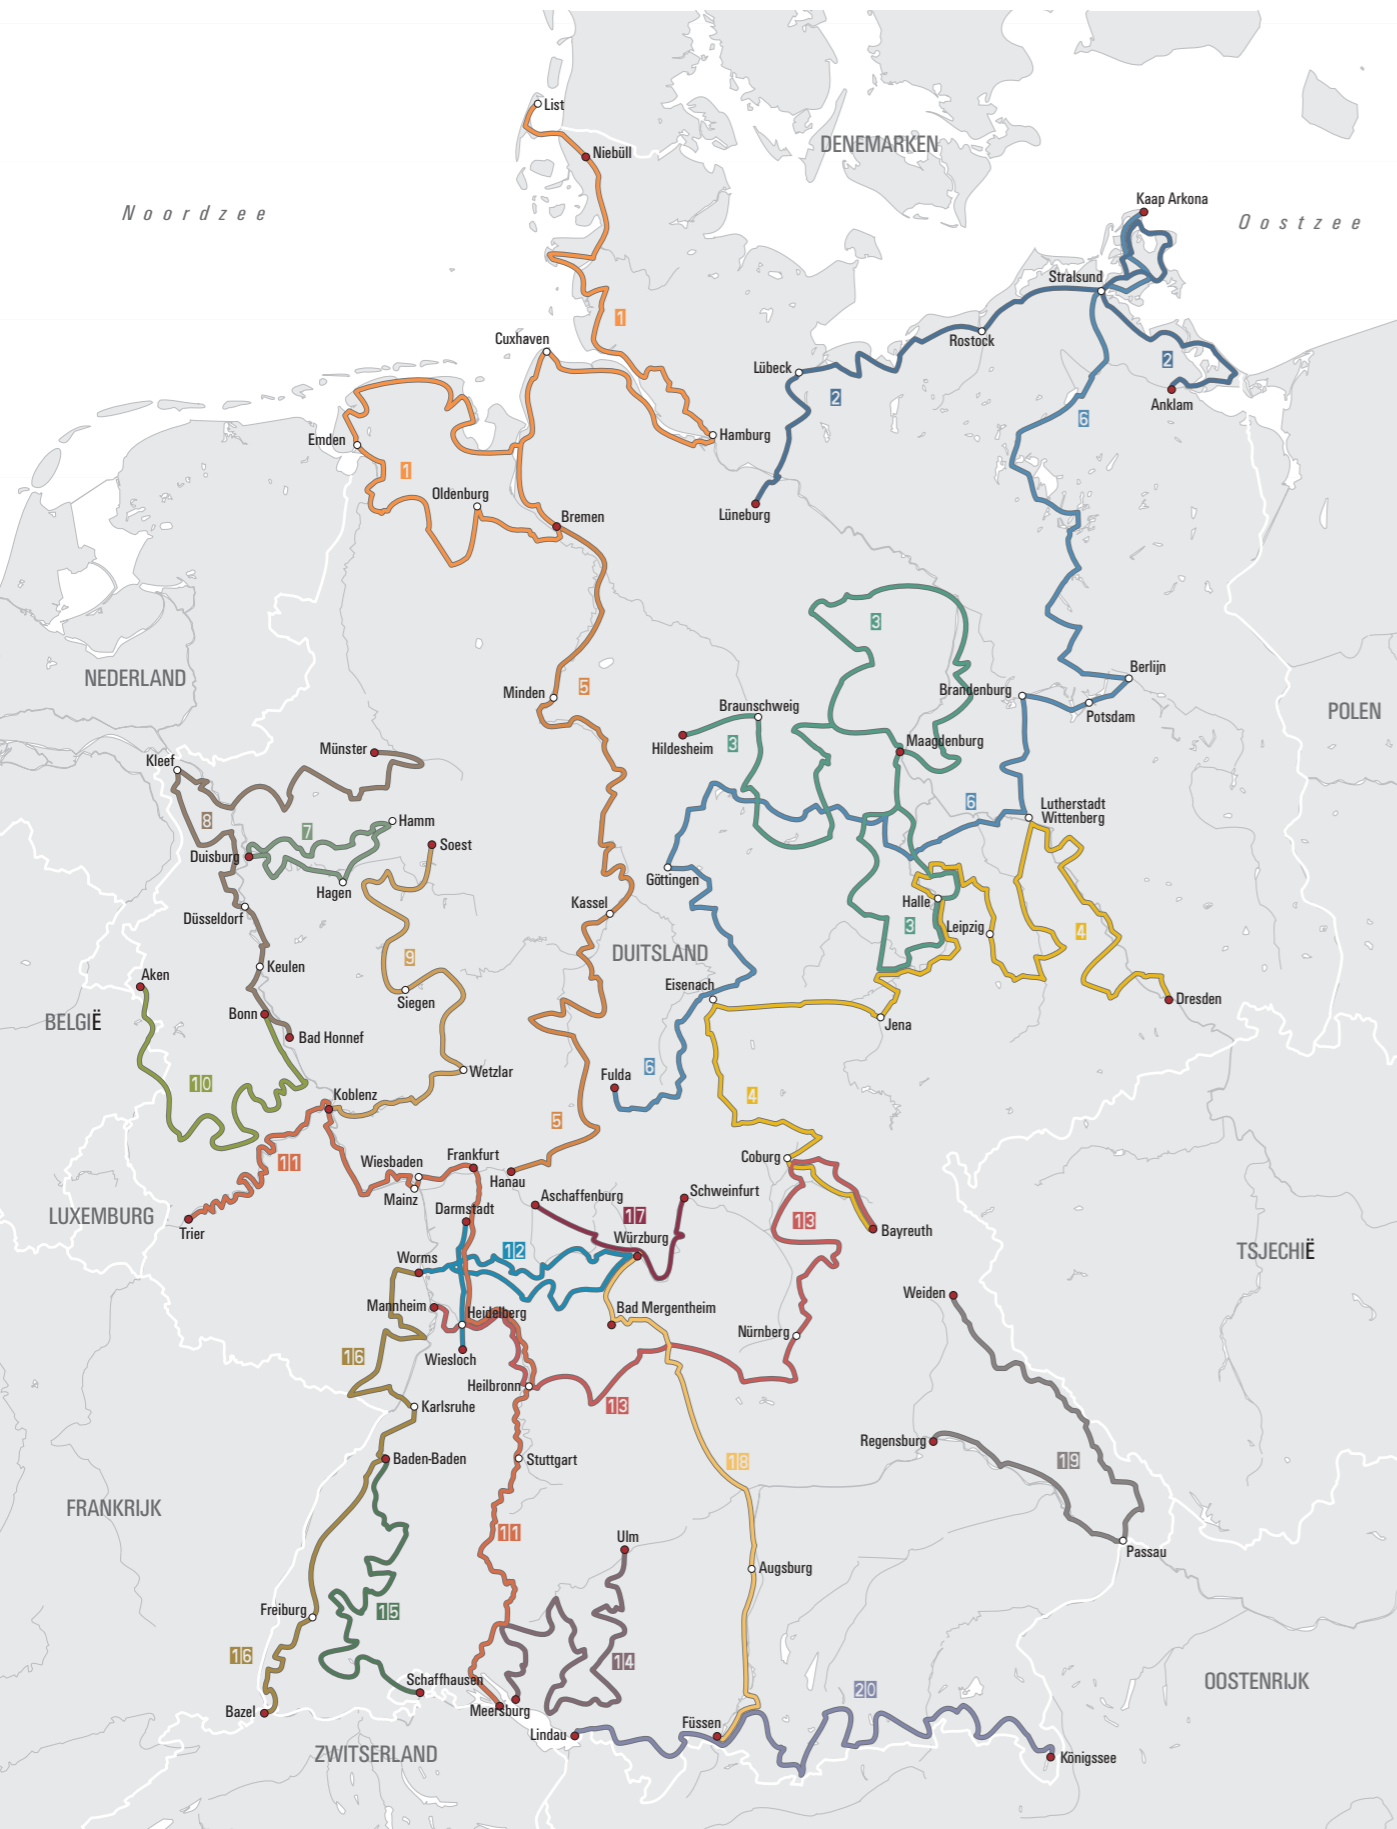 List
Niebüll
DENEMARKEN
Noordzee
Kaap Arkona
Oostzee
Stralsund
1
Cuxhaven
Rostock
2
Lübeck
2
Anklam
6
Emden
Hamburg
1
Oldenburg
Lüneburg
Bremen
3
NEDERLAND
Berlijn
Minden
5
Brandenburg
Potsdam
POLEN
Braunschweig
Hildesheim
3
Maagdenburg
Münster
Kleef
6
Lutherstadt
Wittenberg
8
7
Hamm
Soest
Duisburg
Hagen
Göttingen
Kassel
Halle
Düsseldorf
3
Leipzig
4
DUITSLAND
9
Keulen
Aken
Siegen
Eisenach
Dresden
BELGIË
Bonn
Bad Honnef
Jena
10
Wetzlar
Fulda
6
Koblenz
4
5
11
Wiesbaden
Frankfurt
Coburg
Mainz
Hanau
Aschaffenburg
Schweinfurt
LUXEMBURG
Trier
Darmstadt
17
13
Bayreuth
Würzburg
12
TSJECHIË
Worms
Weiden
Mannheim
Heidelberg
Bad Mergentheim
Nürnberg
16
Wiesloch
Heilbronn
13
Karlsruhe
Regensburg
Baden-Baden
Stuttgart
18
19
FRANKRIJK
11
Ulm
Passau
Augsburg
Freiburg
15
16
14
Schaffhausen
20
OOSTENRIJK
Bazel
Meersburg
Lindau
Füssen
ZWITSERLAND
Königssee